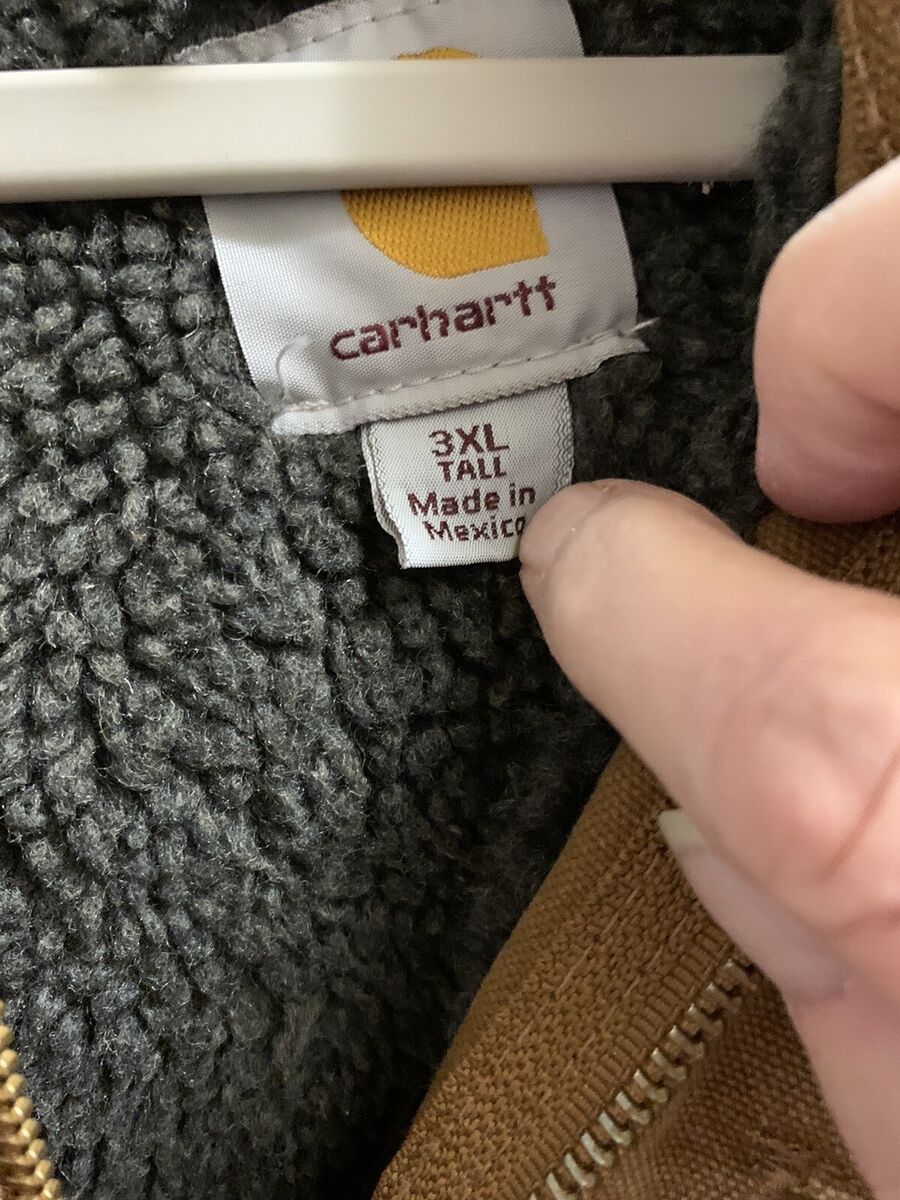 carhartt
3XL
TALL
Made in
Mexico